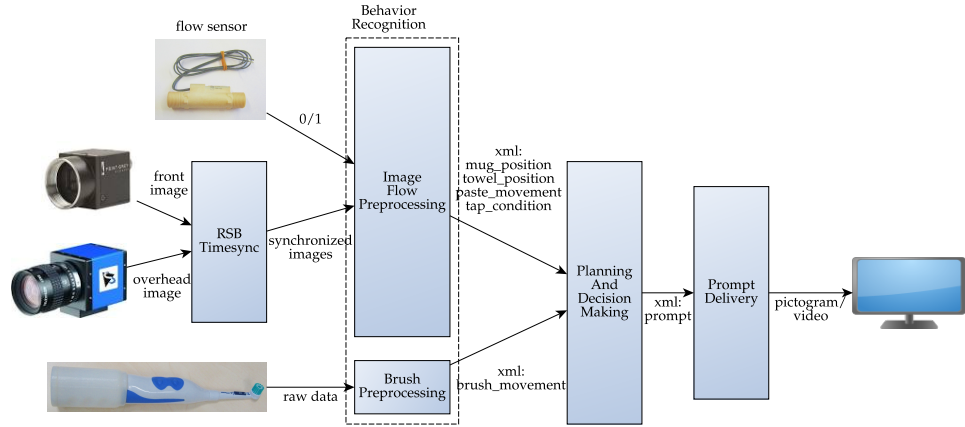 Behavior
Recognition
flow sensor
0/1
front
image
overhead
image
RSB
Timesync
synchronized
images
Image
Flow
Preprocessing
xml:
mug_position
towel_position
paste_movement
tap_condition
raw data
Brush
Preprocessing
xml:
brush_movement
Planning
And
Decision
Making
xml:
prompt
Prompt
Delivery
pictogram/
video